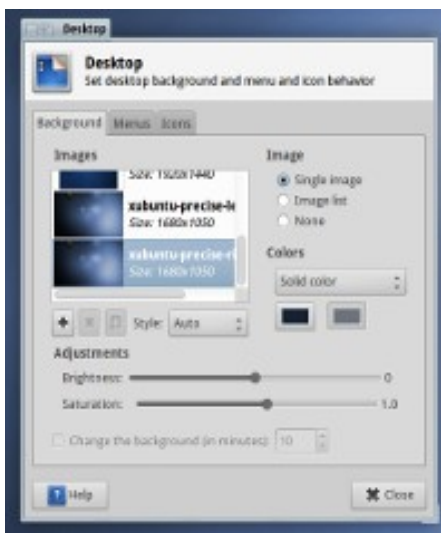 Desktop
Desktop
Set desktop background and menu and icon behavior
Background Menus Icons
Images
Image
Size: 1920x1440
xubuntu-precise-
Size: 1680x1050
xubuntu-precise-
Size: 1680x1050
Single image
Image list
None
Colors
Solid color
Style: Auto
Adjustments
Brightness: 0
Saturation: 1.0
Change the background (in minutes) 10
Help
Close